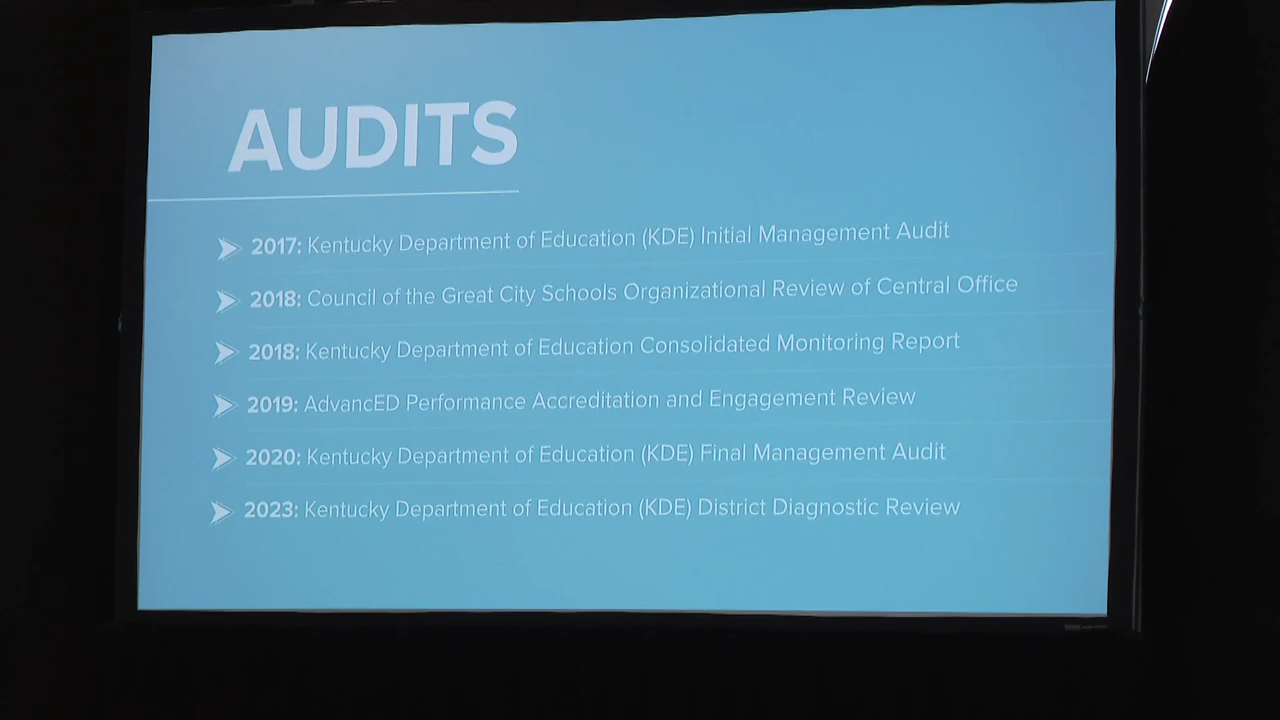 AUDITS
2017: Kentucky Department of Education (KDE) Initial Management Audit
2018: Council of the Great City Schools Organizational Review of Central Office
2018: Kentucky Department of Education Consolidated Monitoring Report
2019: AdvancED Performance Accreditation and Engagement Review
2020: Kentucky Department of Education (KDE) Final Management Audit
2023: Kentucky Department of Education (KDE) District Diagnostic Review